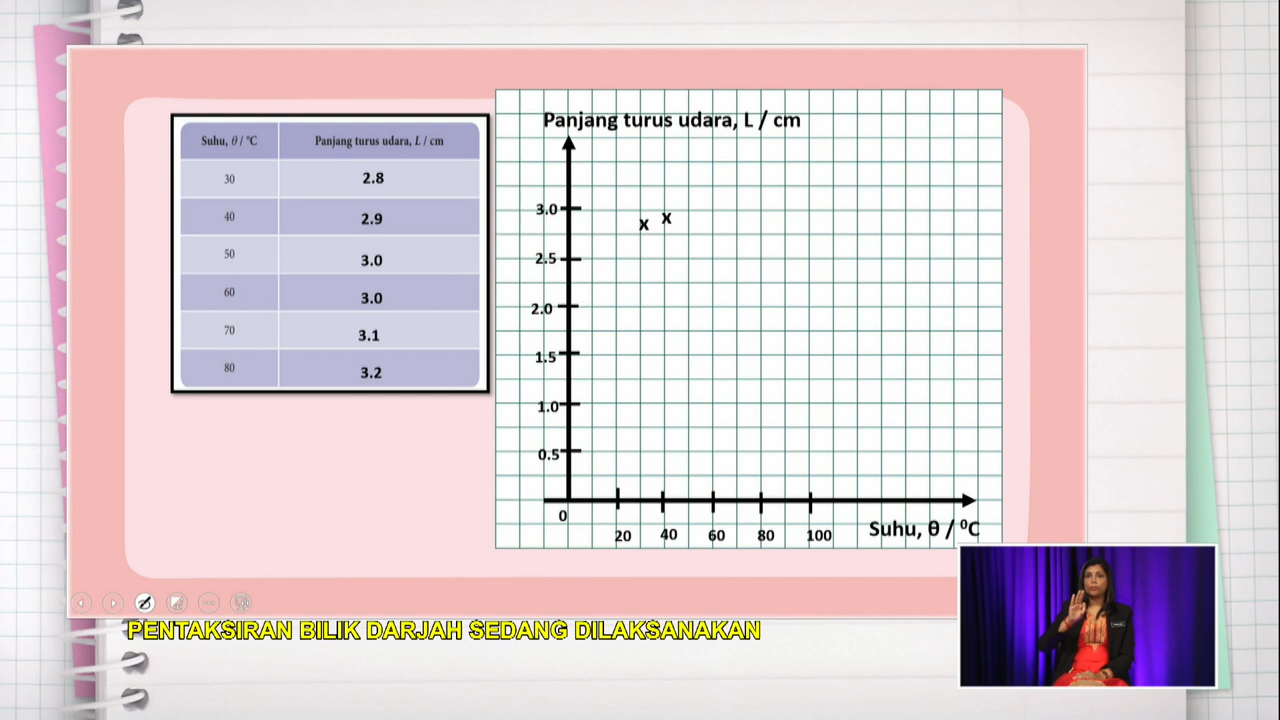 Suhu, θ / °C Panjang turus udara, L / cm
30 2.8
40 2.9
50 3.0
60 3.0
70 3.1
80 3.2
Panjang turus udara, L / cm
3.0
x x
2.5
2.0
1.5
1.0
0.5
0
20 40 60 80 100
Suhu, θ / ⁰C
PENTAKSIRAN BILIK DARJAH SEDANG DILAKSANAKAN